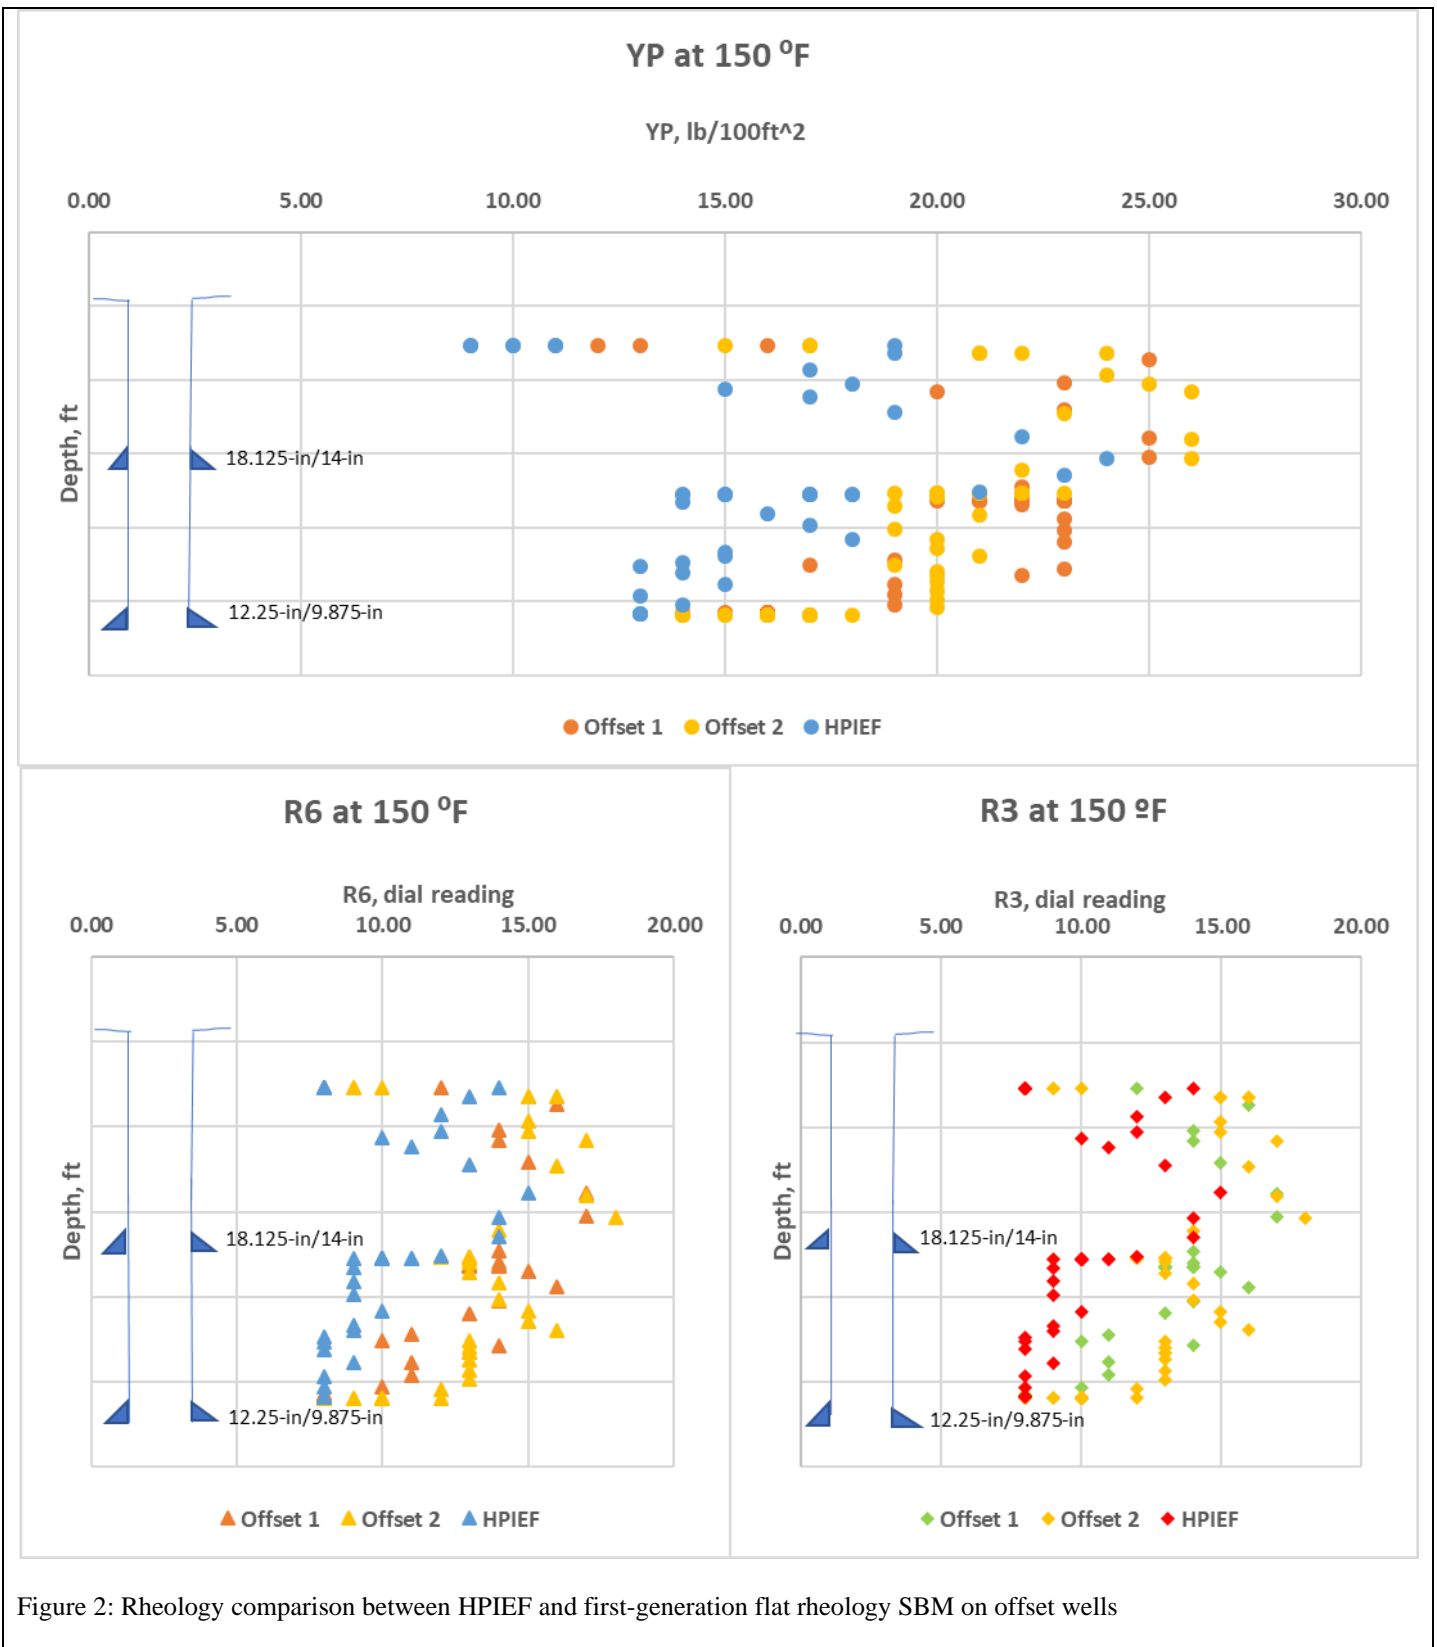 YP at 150 ⁰F
YP, lb/100ft^2
0.00 5.00 10.00 15.00 20.00 25.00 30.00
Depth, ft
18.125-in/14-in
12.25-in/9.875-in
Offset 1 Offset 2 HPIEF
R6 at 150 ⁰F
R6, dial reading
0.00 5.00 10.00 15.00 20.00
Depth, ft
18.125-in/14-in
12.25-in/9.875-in
Offset 1 Offset 2 HPIEF
R3 at 150 ºF
R3, dial reading
0.00 5.00 10.00 15.00 20.00
Depth, ft
18.125-in/14-in
12.25-in/9.875-in
Offset 1 Offset 2 HPIEF
Figure 2: Rheology comparison between HPIEF and first-generation flat rheology SBM on offset wells